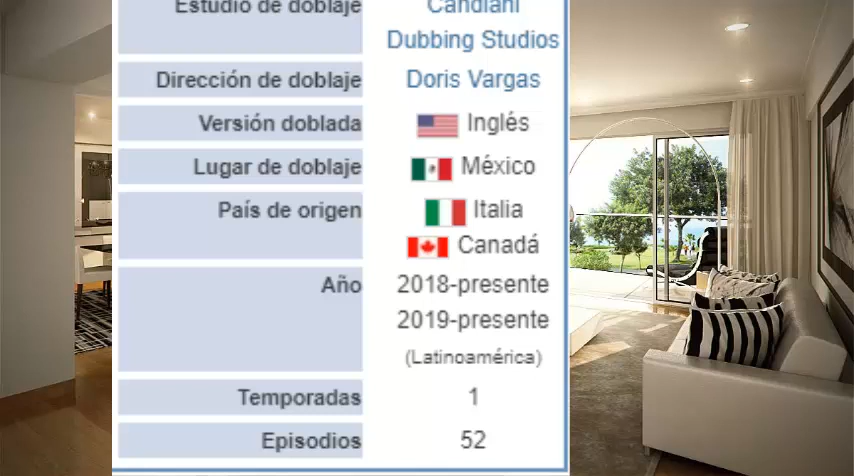 Estudio de doblaje Candiani
Dubbing Studios
Dirección de doblaje Doris Vargas
Versión doblada Inglés
Lugar de doblaje México
País de origen Italia
Canadá
Año 2018-presente
2019-presente
(Latinoamérica)
Temporadas 1
Episodios 52